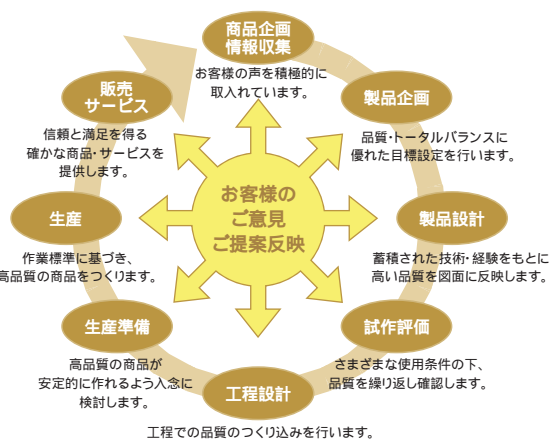 商品企画
情報収集
お客様の声を積極的に
取入れています。
製品企画
品質・トータルバランスに
優れた目標設定を行います。
製品設計
蓄積された技術・経験をもとに
高い品質を図面に反映します。
試作評価
さまざまな使用条件の下、
品質を繰り返し確認します。
工程設計
工程での品質のつくり込みを行います。
生産準備
高品質の商品が
安定的に作れるよう入念に
検討します。
生産
作業標準に基づき、
高品質の商品をつくります。
販売
サービス
信頼と満足を得る
確かな商品・サービスを
提供します。
お客様の
ご意見
ご提案反映